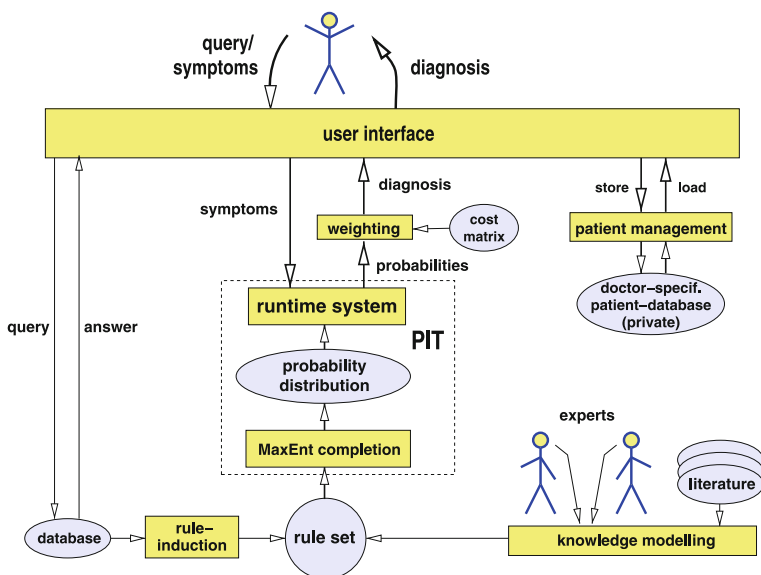 query/
symptoms
diagnosis
user interface
diagnosis
store
load
symptoms
weighting
cost
matrix
patient management
probabilities
doctor–specif.
patient–database
(private)
runtime system
query
answer
PIT
probability
distribution
experts
MaxEnt completion
literature
database
rule–
induction
rule set
knowledge modelling